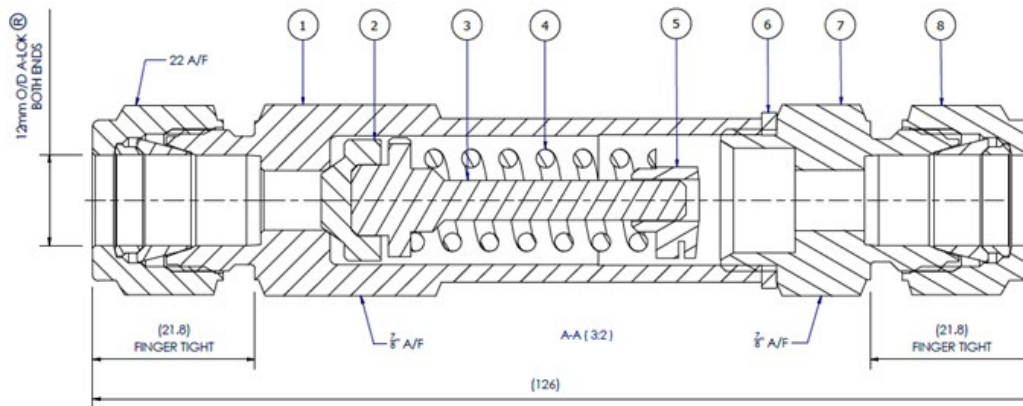 1 2 3 4 5 6 7 8
12mm O/D A-LOK ®
BOTH ENDS
22 A/F
(21.8)
FINGER TIGHT
7/8" A/F
A-A ( 3:2 )
7/8" A/F
(21.8)
FINGER TIGHT
(126)